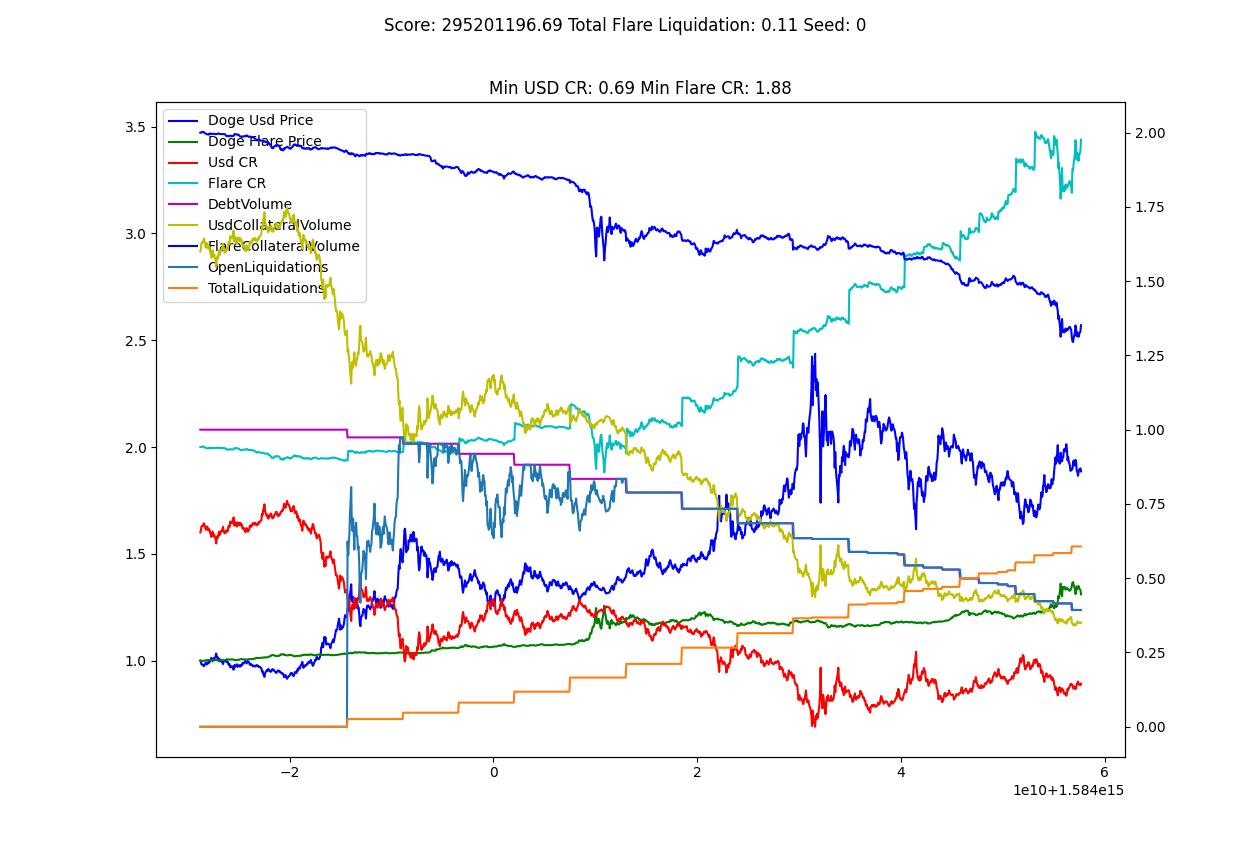 Score: 295201196.69 Total Flare Liquidation: 0.11 Seed: 0
Min USD CR: 0.69 Min Flare CR: 1.88
Doge Usd Price
Doge Flare Price
Usd CR
Flare CR
DebtVolume
UsdCollateralVolume
FlareCollateralVolume
OpenLiquidations
TotalLiquidations
3.5
3.0
2.5
2.0
1.5
1.0
2.00
1.75
1.50
1.25
1.00
0.75
0.50
0.25
0.00
−2
0
2
4
6
1e10+1.584e15